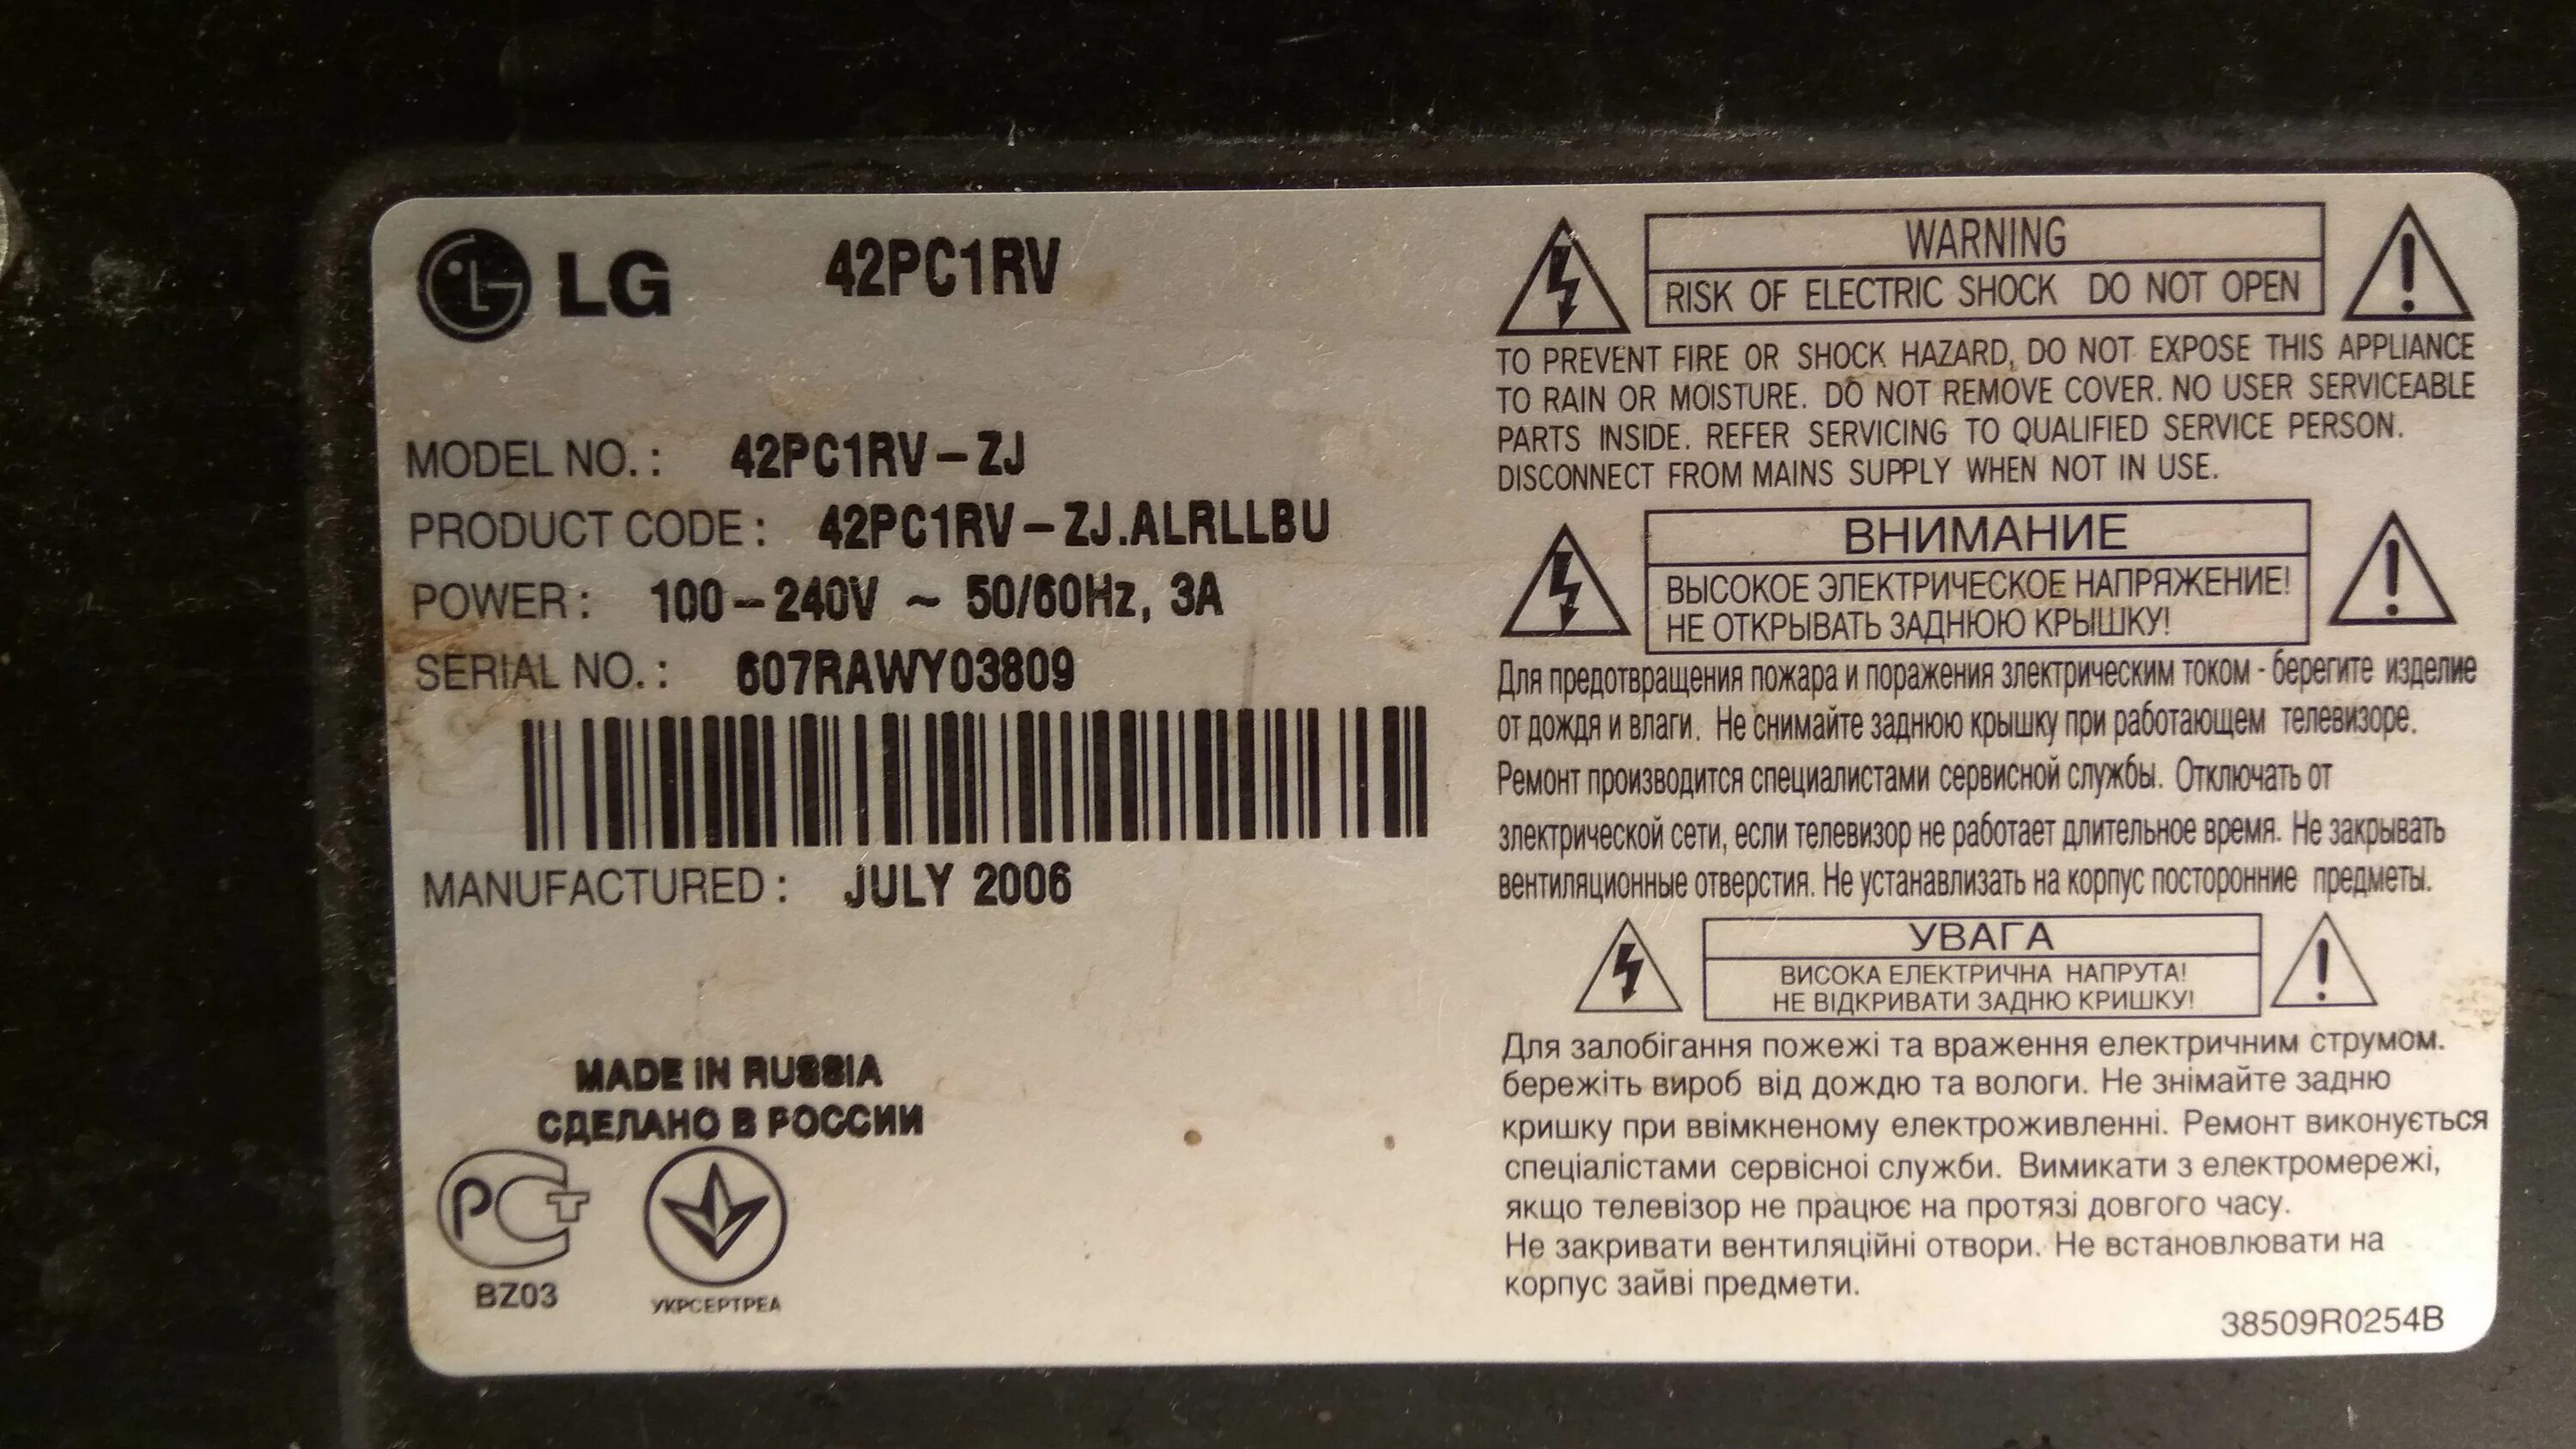 LG 42PC1RV
MODEL NO. : 42PC1RV-ZJ
PRODUCT CODE : 42PC1RV-ZJ.ALRLLBU
POWER : 100-240V ~ 50/60Hz, 3A
SERIAL NO. : 607RAWY03809
MANUFACTURED : JULY 2006
MADE IN RUSSIA
СДЕЛАНО В РОССИИ
РСТ
BZ03
УКРСЕРТРЕА
WARNING
RISK OF ELECTRIC SHOCK DO NOT OPEN
TO PREVENT FIRE OR SHOCK HAZARD, DO NOT EXPOSE THIS APPLIANCE
TO RAIN OR MOISTURE. DO NOT REMOVE COVER. NO USER SERVICEABLE
PARTS INSIDE. REFER SERVICING TO QUALIFIED SERVICE PERSON.
DISCONNECT FROM MAINS SUPPLY WHEN NOT IN USE.
ВНИМАНИЕ
ВЫСОКОЕ ЭЛЕКТРИЧЕСКОЕ НАПРЯЖЕНИЕ!
НЕ ОТКРЫВАТЬ ЗАДНЮЮ КРЫШКУ!
Для предотвращения пожара и поражения злектрическим током - берегите изделие
от дождя и влаги. Не снимайте заднюю крышку при работающем телевизоре.
Ремонт производится специалистами сервисной службы. Отключать от
злектрической сети, если телевизор не работает длительное время. Не закрывать
вентиляционные отверстия. Не устанавлизать на корпус посторонние предметы.
УВАГА
ВИСОКА ЕЛЕКТРИЧНА НАПРУТА!
НЕ ВІДКРИВАТИ ЗАДНЮ КРИШКУ!
Для залобігання пожежі та враження електричним струмом.
бережіть вироб від дождю та вологи. Не знімайте задню
кришку при ввімкненому електроживленні. Ремонт виконується
спеціалістами сервісноі служби. Вимикати з електромережі,
якщо телевізор не працює на протязі довгого часу.
Не закривати вентиляційні отвори. Не встановлювати на
корпус зайві предмети.
38509R0254B